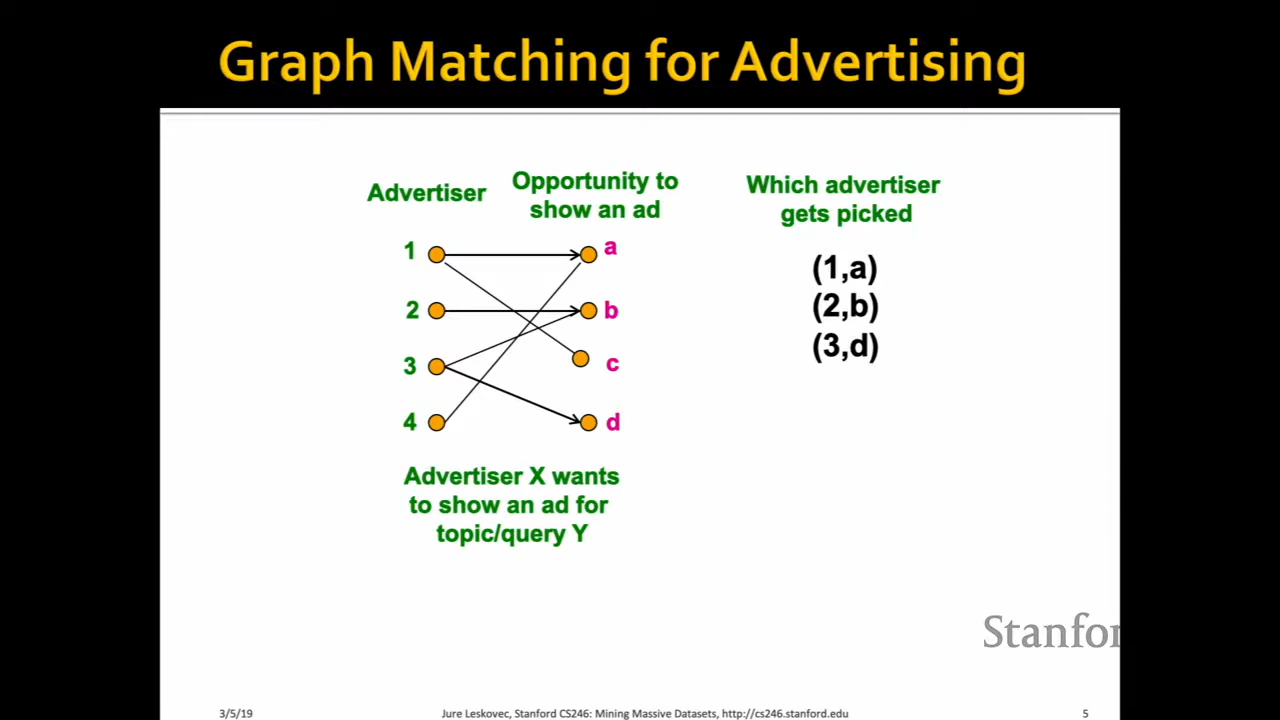 Graph Matching for Advertising
Advertiser
Opportunity to
show an ad
Which advertiser
gets picked
1
a
2
b
3
c
4
d
(1,a)
(2,b)
(3,d)
Advertiser X wants
to show an ad for
topic/query Y
Stanfor
3/5/19
Jure Leskovec, Stanford CS246: Mining Massive Datasets, http://cs246.stanford.edu
5